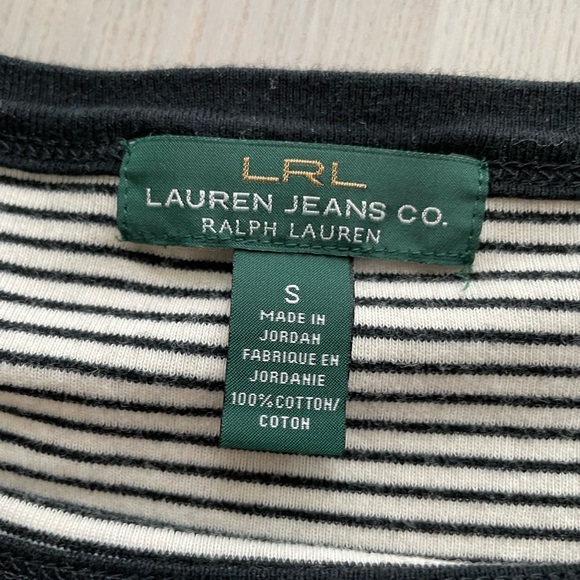 LRL
LAUREN JEANS CO.
RALPH LAUREN
S
MADE IN
JORDAN
FABRIQUE EN
JORDANIE
100% COTTON/
COTON